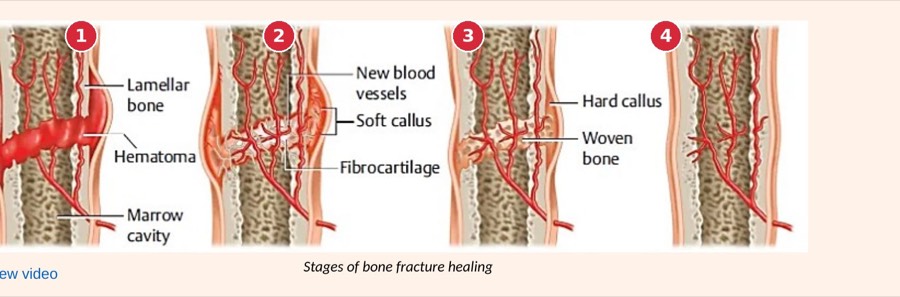 1
2
3
4
Lamellar
bone
Hematoma
Marrow
cavity
New blood
vessels
Soft callus
Fibrocartilage
Hard callus
Woven
bone
Stages of bone fracture healing
ew video